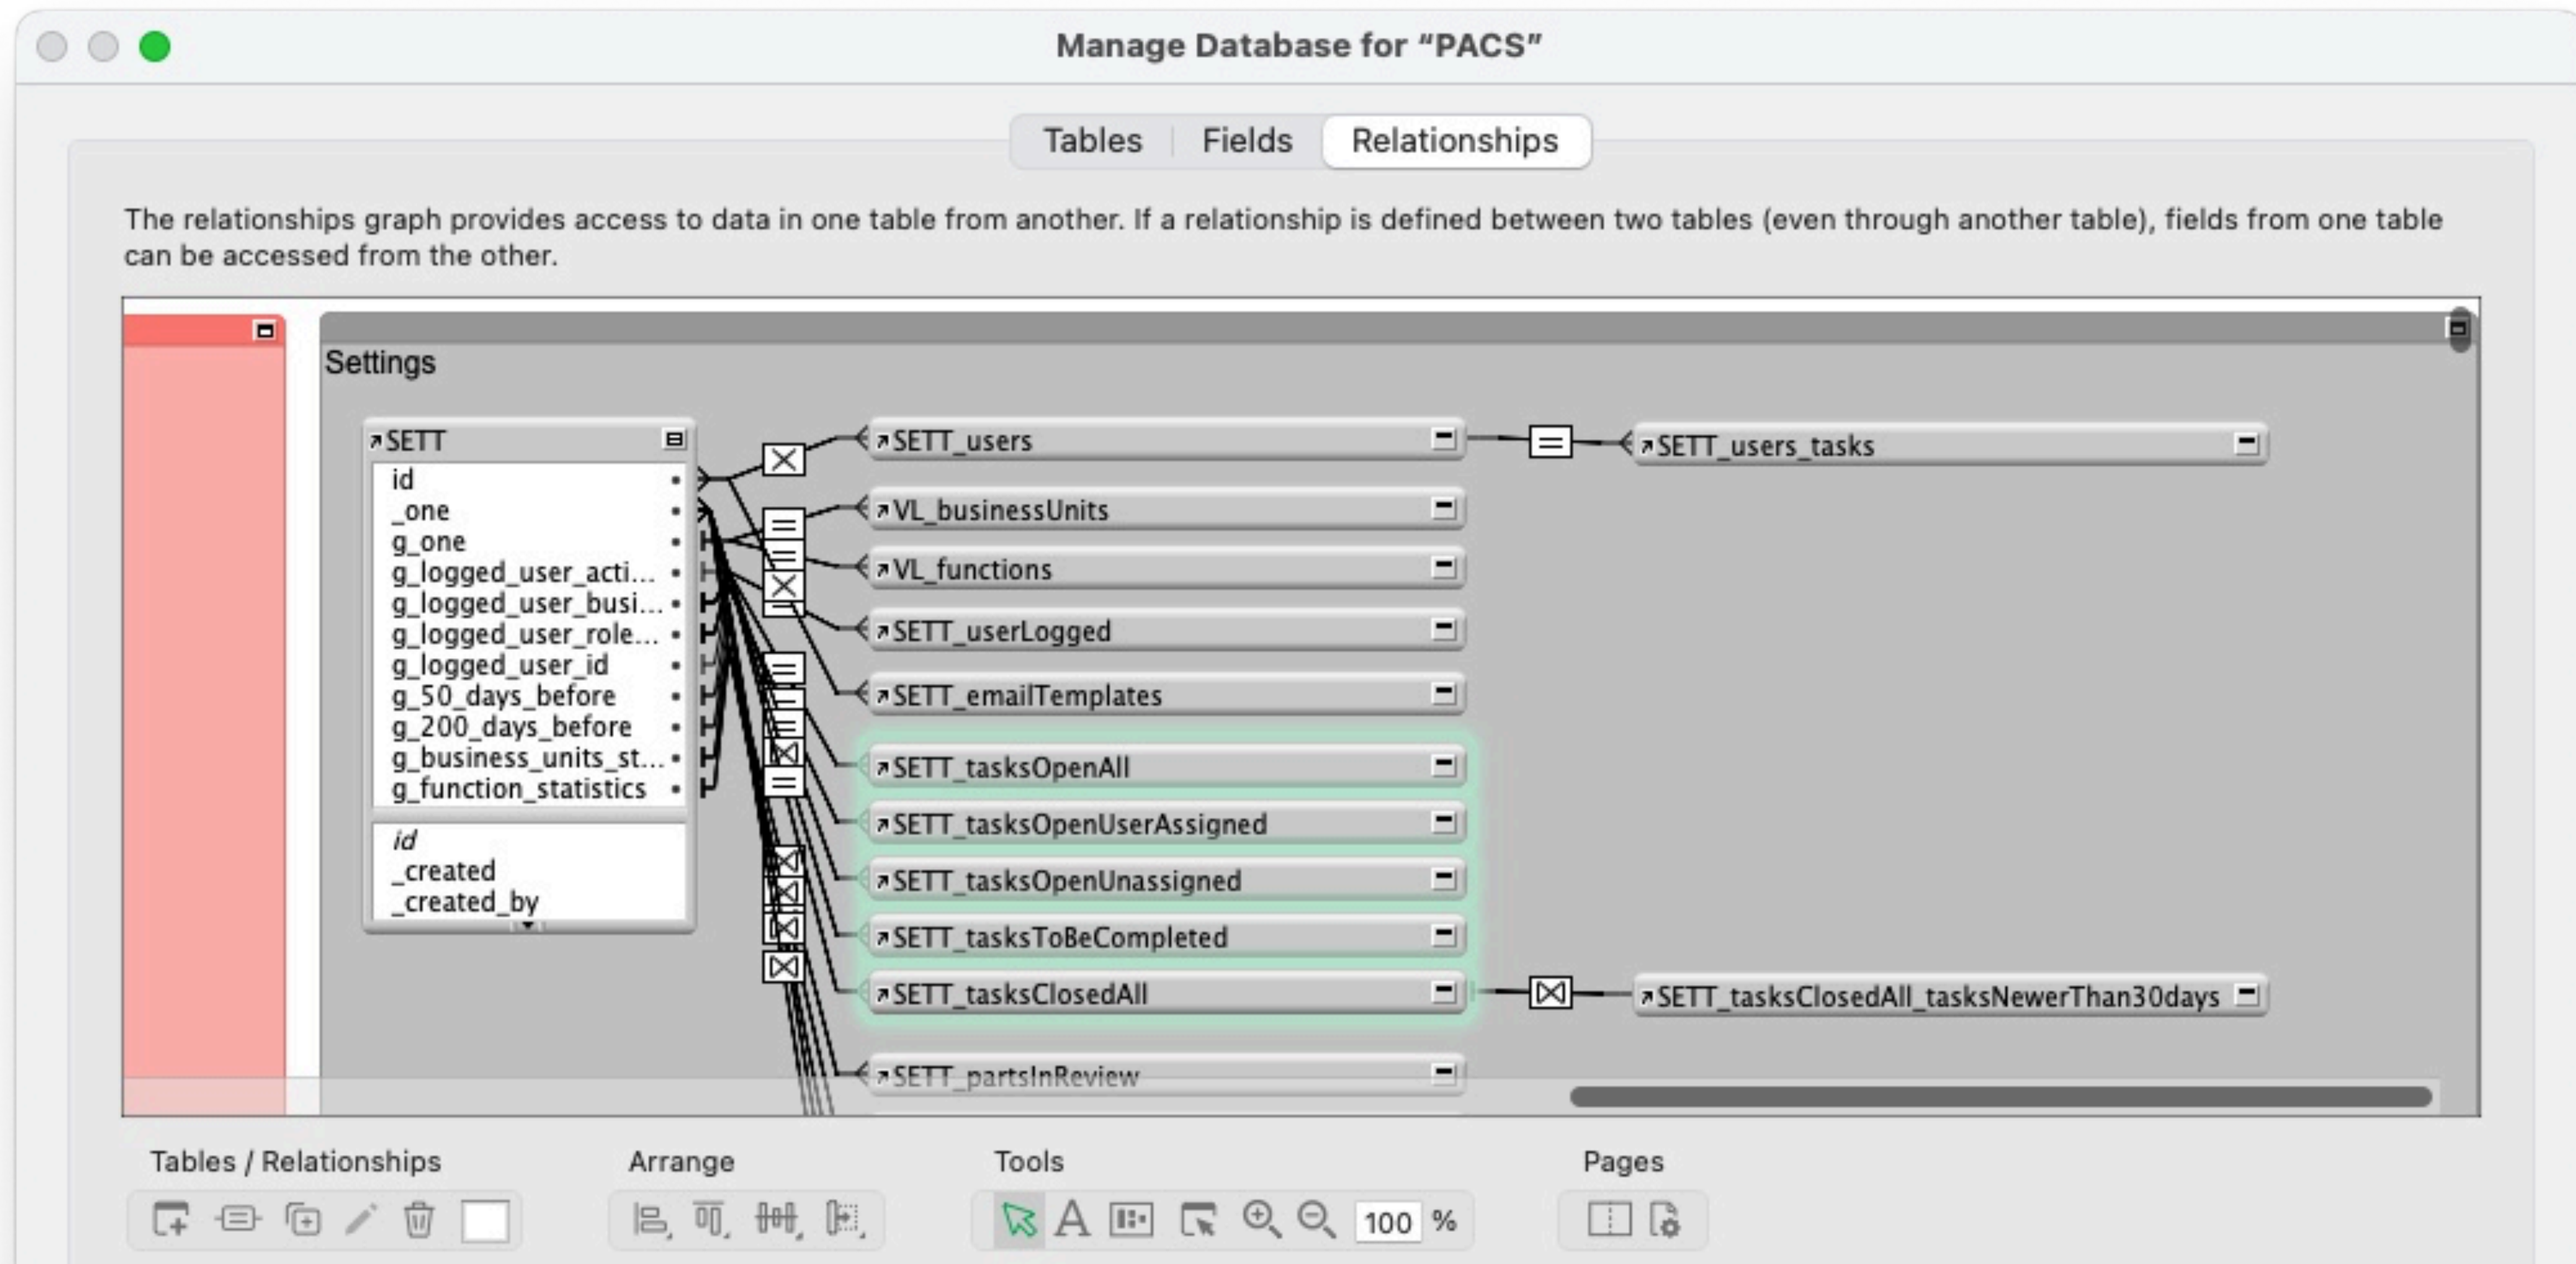 Manage Database for “PACS”
Tables
Fields
Relationships
The relationships graph provides access to data in one table from another. If a relationship is defined between two tables (even through another table), fields from one table
can be accessed from the other.
Settings
SETT
id
_one
g_one
g_logged_user_acti...
g_logged_user_busi...
g_logged_user_role...
g_logged_user_id
g_50_days_before
g_200_days_before
g_business_units_st...
g_function_statistics
id
_created
_created_by
SETT_users
VL_businessUnits
VL_functions
SETT_userLogged
SETT_emailTemplates
SETT_tasksOpenAll
SETT_tasksOpenUserAssigned
SETT_tasksOpenUnassigned
SETT_tasksToBeCompleted
SETT_tasksClosedAll
SETT_partsInReview
SETT_users_tasks
SETT_tasksClosedAll_tasksNewerThan30days
Tables / Relationships
Arrange
Tools
Pages
A
100 %